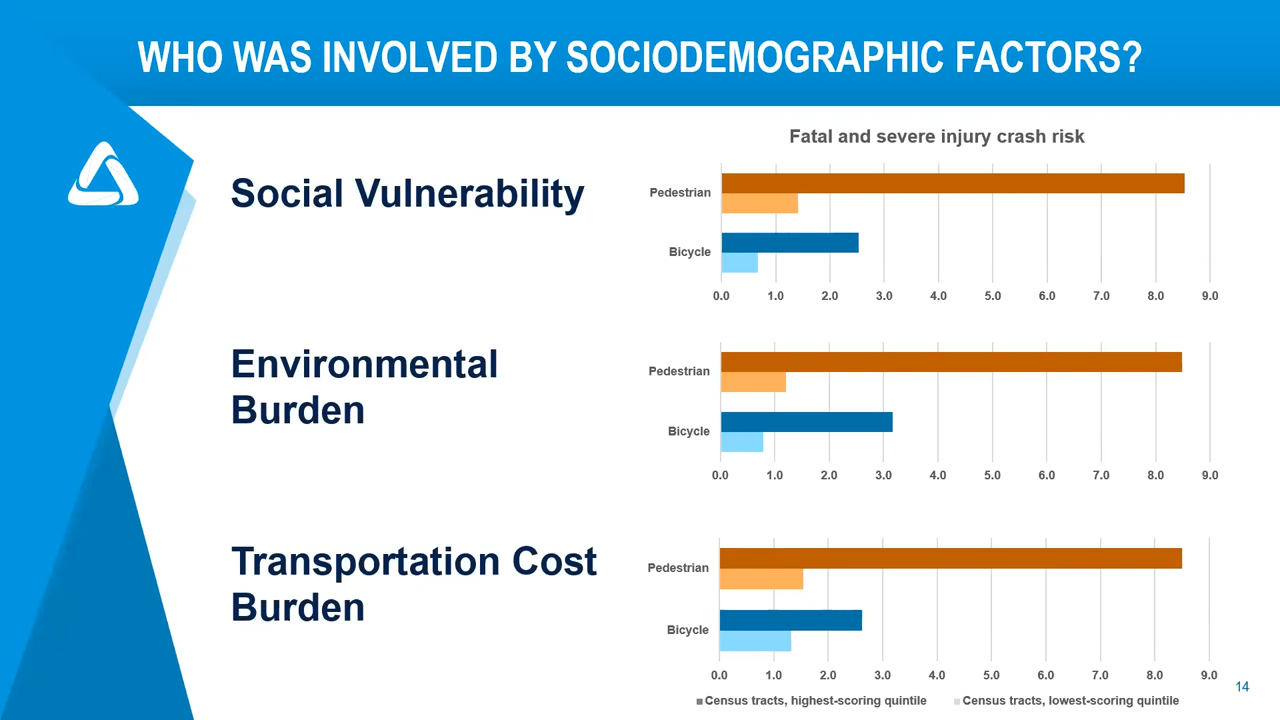 WHO WAS INVOLVED BY SOCIODEMOGRAPHIC FACTORS?
Fatal and severe injury crash risk
Social Vulnerability
Pedestrian
Bicycle
0.0 1.0 2.0 3.0 4.0 5.0 6.0 7.0 8.0 9.0
Environmental
Burden
Pedestrian
Bicycle
0.0 1.0 2.0 3.0 4.0 5.0 6.0 7.0 8.0 9.0
Transportation Cost
Burden
Pedestrian
Bicycle
0.0 1.0 2.0 3.0 4.0 5.0 6.0 7.0 8.0 9.0
Census tracts, highest-scoring quintile Census tracts, lowest-scoring quintile
14